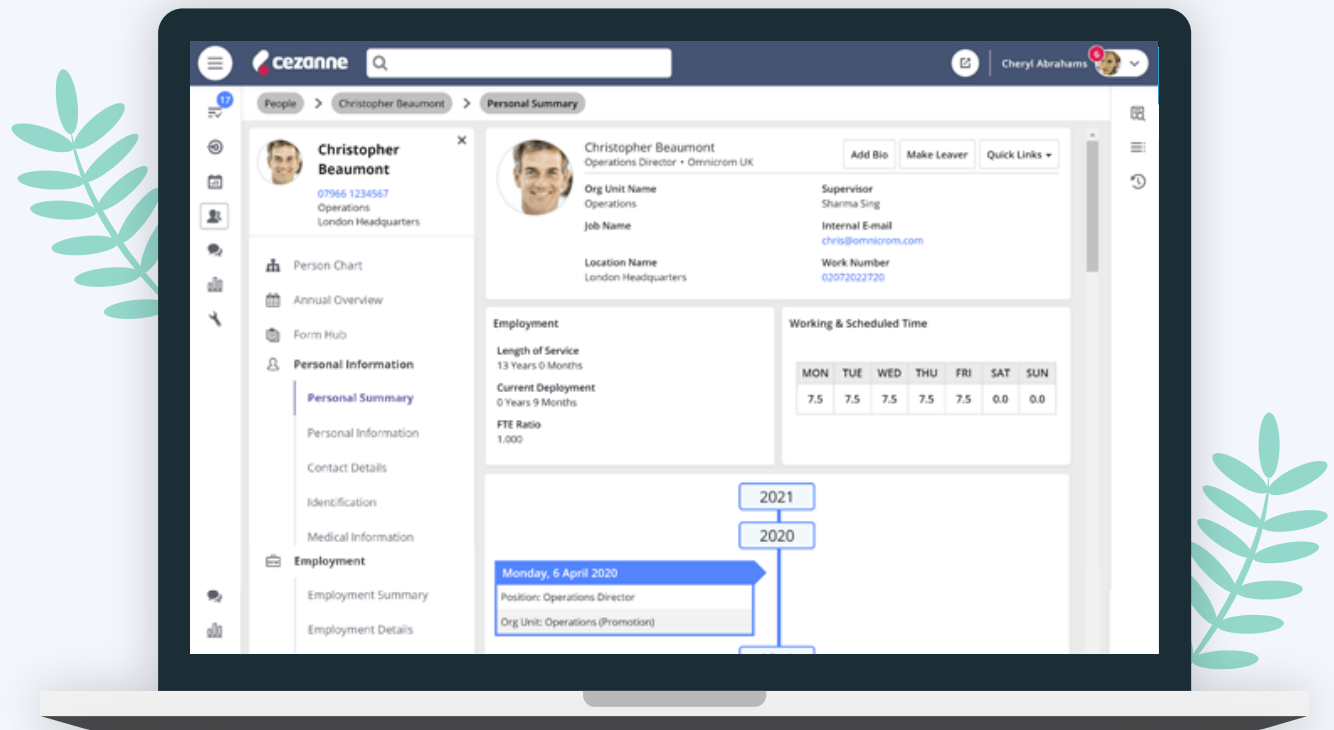 cezanne
Cheryl Abrahams
6
17
People > Christopher Beaumont > Personal Summary
Christopher
Beaumont
07966 1234567
Operations
London Headquarters
Person Chart
Annual Overview
Form Hub
Personal Information
Personal Summary
Personal Information
Contact Details
Identification
Medical Information
Employment
Employment Summary
Employment Details
Christopher Beaumont
Operations Director • Omnicrom UK
Add Bio
Make Leaver
Quick Links
Org Unit Name
Operations
Job Name
Location Name
London Headquarters
Supervisor
Sharma Sing
Internal E-mail
chris@omnicrom.com
Work Number
02072022720
Employment
Length of Service
13 Years 0 Months
Current Deployment
0 Years 9 Months
FTE Ratio
1.000
Working & Scheduled Time
MON TUE WED THU FRI SAT SUN
7.5 7.5 7.5 7.5 7.5 0.0 0.0
2021
2020
Monday, 6 April 2020
Position: Operations Director
Org Unit: Operations (Promotion)